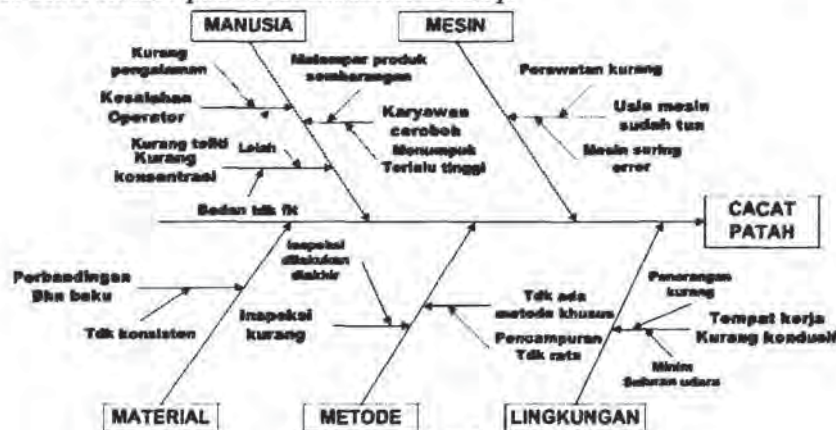 MANUSIA
MESIN
Kurang
pengalaman
Kesalahan
Operator
Melempar produk
sembarangan
Karyawan
ceroboh
Menumpuk
Terlalu tinggi
Kurang teliti
Lelah
Kurang
konsentrasi
Badan tdk fit
Perawatan kurang
Usia mesin
sudah tua
Mesin sering
error
CACAT
PATAH
Perbandingan
Bhn baku
Tdk konsisten
Inspeksi
dilakukan
diakhir
Inspeksi
kurang
Tdk ada
metode khusus
Pencampuran
Tdk rata
Penerangan
kurang
Tempat kerja
Kurang kondusif
Minim
Saluran udara
MATERIAL
METODE
LINGKUNGAN